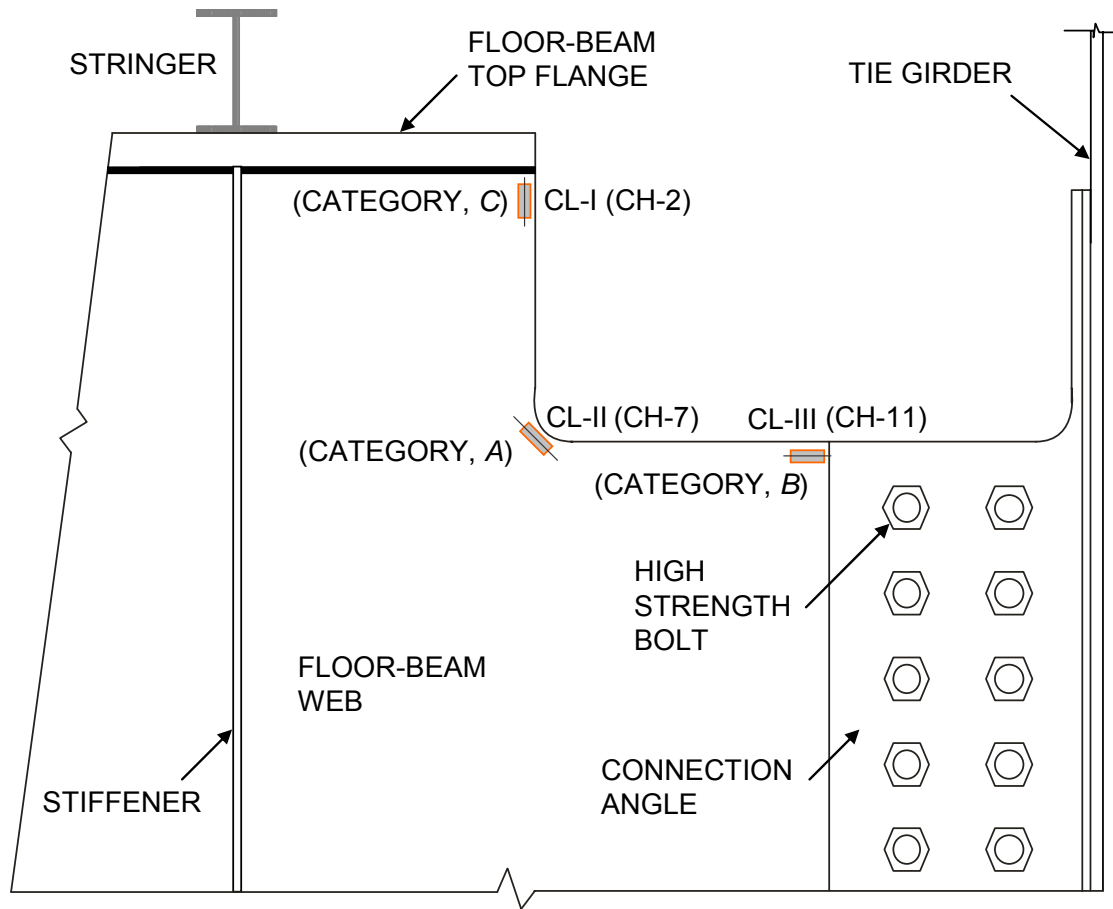 STRINGER
FLOOR-BEAM
TOP FLANGE
TIE GIRDER
(CATEGORY, C)
CL-I (CH-2)
CL-II (CH-7)
CL-III (CH-11)
(CATEGORY, A)
(CATEGORY, B)
HIGH
STRENGTH
BOLT
FLOOR-BEAM
WEB
CONNECTION
ANGLE
STIFFENER